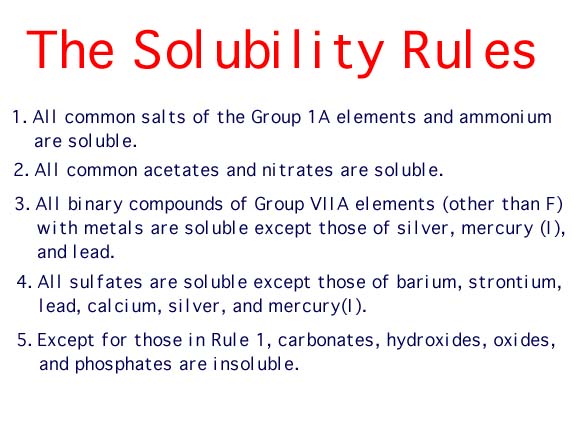 The Solubility Rules
1. All common salts of the Group 1A elements and ammonium
are soluble.
2. All common acetates and nitrates are soluble.
3. All binary compounds of Group VIIA elements (other than F)
with metals are soluble except those of silver, mercury (I),
and lead.
4. All sulfates are soluble except those of barium, strontium,
lead, calcium, silver, and mercury(I).
5. Except for those in Rule 1, carbonates, hydroxides, oxides,
and phosphates are insoluble.